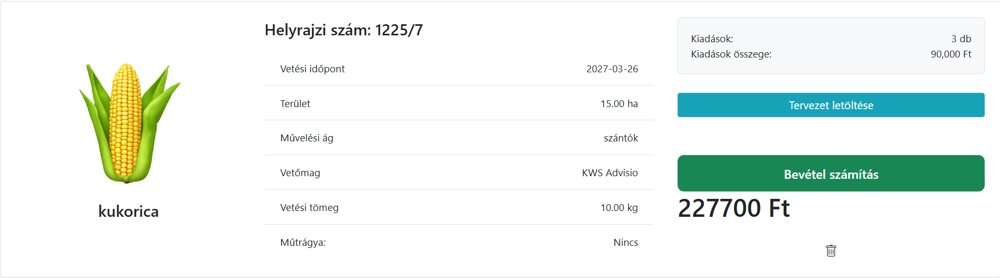 kukorica
Helyrajzi szám: 1225/7
Vetési időpont 2027-03-26
Terület 15.00 ha
Művelési ág szántók
Vetőmag KWS Advisio
Vetési tömeg 10.00 kg
Műtrágya: Nincs
Kiadások: 3 db
Kiadások összege: 90,000 Ft
Tervezet letöltése
Bevétel számítás
227700 Ft